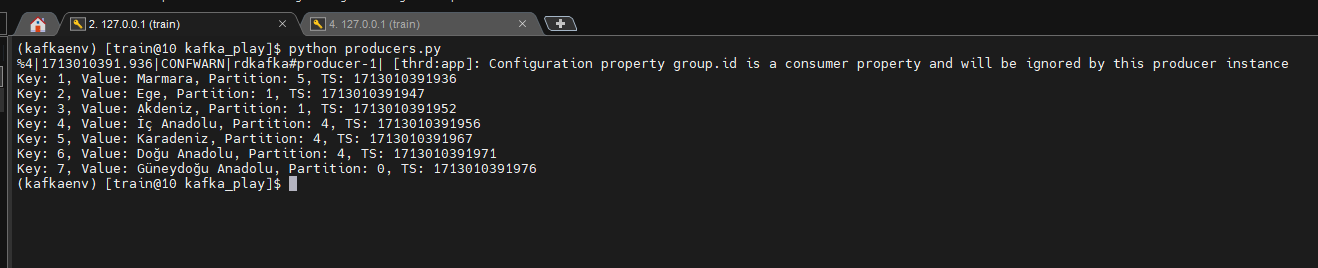 2. 127.0.0.1 (train)
4. 127.0.0.1 (train)
(kafkaenv) [train@10 kafka_play]$ python producers.py
%4|1713010391.936|CONFWARN|rdkafka#producer-1| [thrd:app]: Configuration property group.id is a consumer property and will be ignored by this producer instance
Key: 1, Value: Marmara, Partition: 5, TS: 1713010391936
Key: 2, Value: Ege, Partition: 1, TS: 1713010391947
Key: 3, Value: Akdeniz, Partition: 1, TS: 1713010391952
Key: 4, Value: İç Anadolu, Partition: 4, TS: 1713010391956
Key: 5, Value: Karadeniz, Partition: 4, TS: 1713010391967
Key: 6, Value: Doğu Anadolu, Partition: 4, TS: 1713010391971
Key: 7, Value: Güneydoğu Anadolu, Partition: 0, TS: 1713010391976
(kafkaenv) [train@10 kafka_play]$